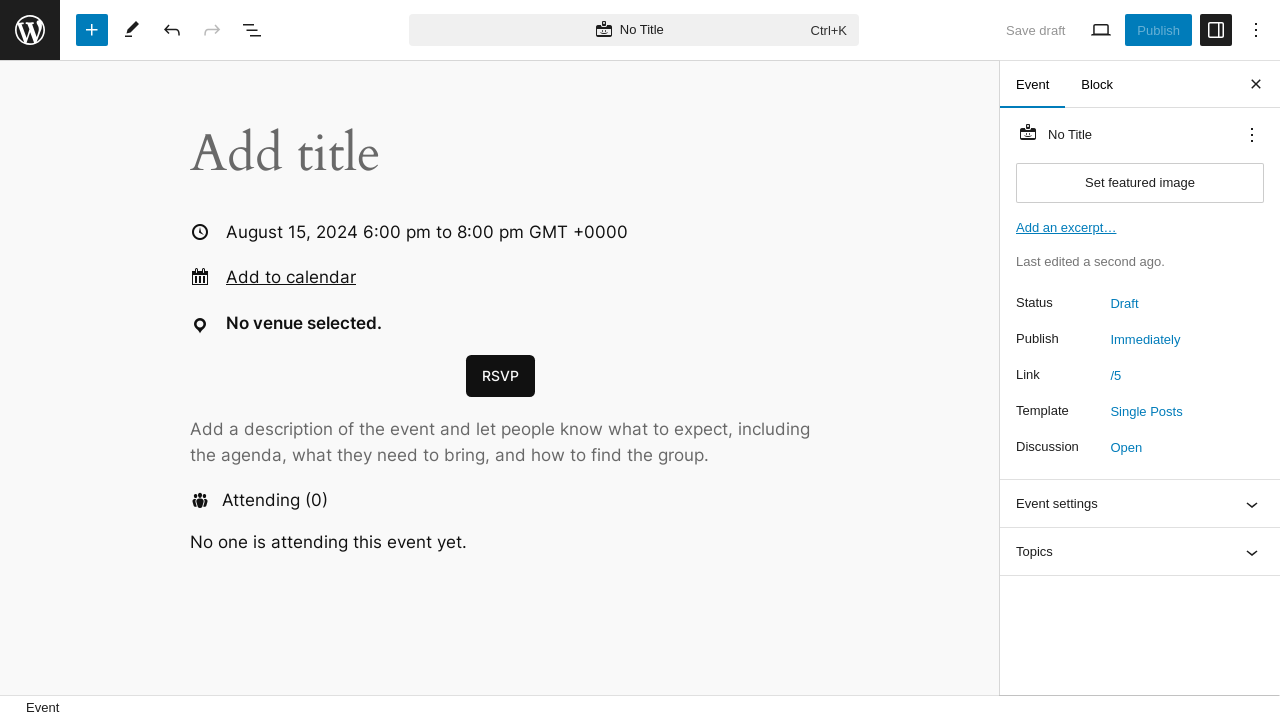 No Title
Ctrl+K
Save draft
Publish
Add title
August 15, 2024 6:00 pm to 8:00 pm GMT +0000
Add to calendar
No venue selected.
RSVP
Add a description of the event and let people know what to expect, including
the agenda, what they need to bring, and how to find the group.
Attending (0)
No one is attending this event yet.
Event
Block
No Title
Set featured image
Add an excerpt…
Last edited a second ago.
Status Draft
Publish Immediately
Link /5
Template Single Posts
Discussion Open
Event settings
Topics
Event